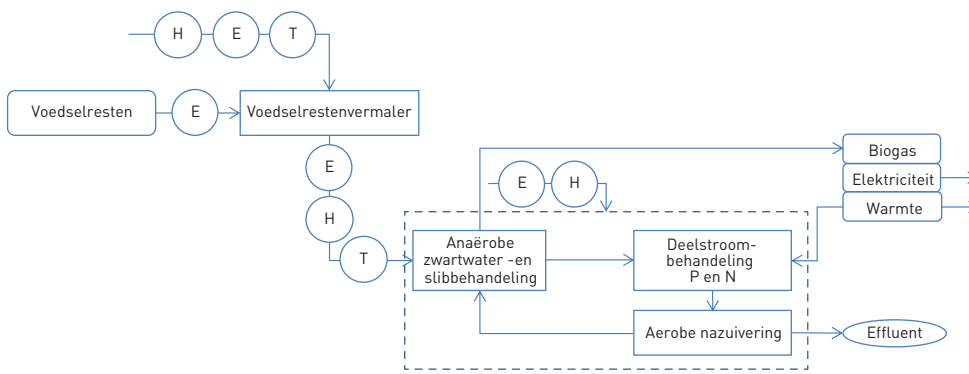 H E T
Voedselresten E Voedselrestenvermaler
E
H
T
Biogas
E H
Elektriciteit
Warmte
Anaërobe
zwartwater -en
slibbehandeling
Deelstroom-
behandeling
P en N
Aerobe nazuivering
Effluent